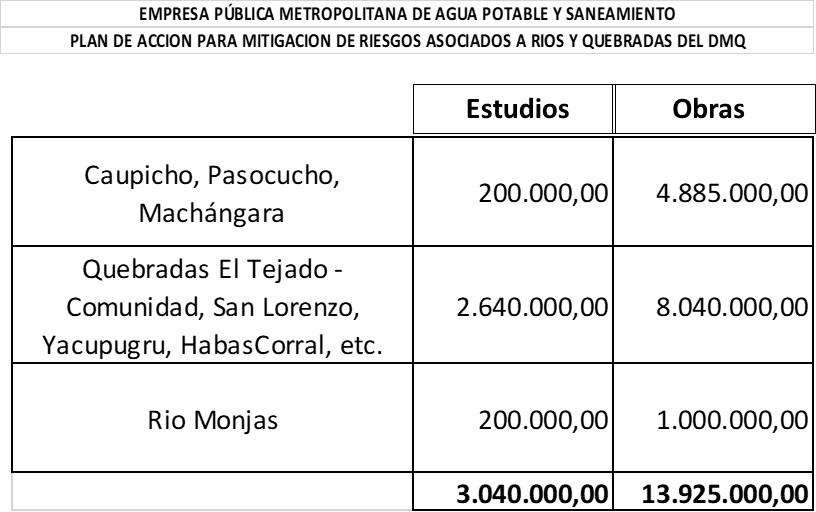 EMPRESA PÚBLICA METROPOLITANA DE AGUA POTABLE Y SANEAMIENTO
PLAN DE ACCION PARA MITIGACION DE RIESGOS ASOCIADOS A RIOS Y QUEBRADAS DEL DMQ
Estudios Obras
Caupicho, Pasocucho,
Machángara
200.000,00 4.885.000,00
Quebradas El Tejado -
Comunidad, San Lorenzo,
Yacupugru, HabasCorral, etc.
2.640.000,00 8.040.000,00
Rio Monjas 200.000,00 1.000.000,00
3.040.000,00 13.925.000,00